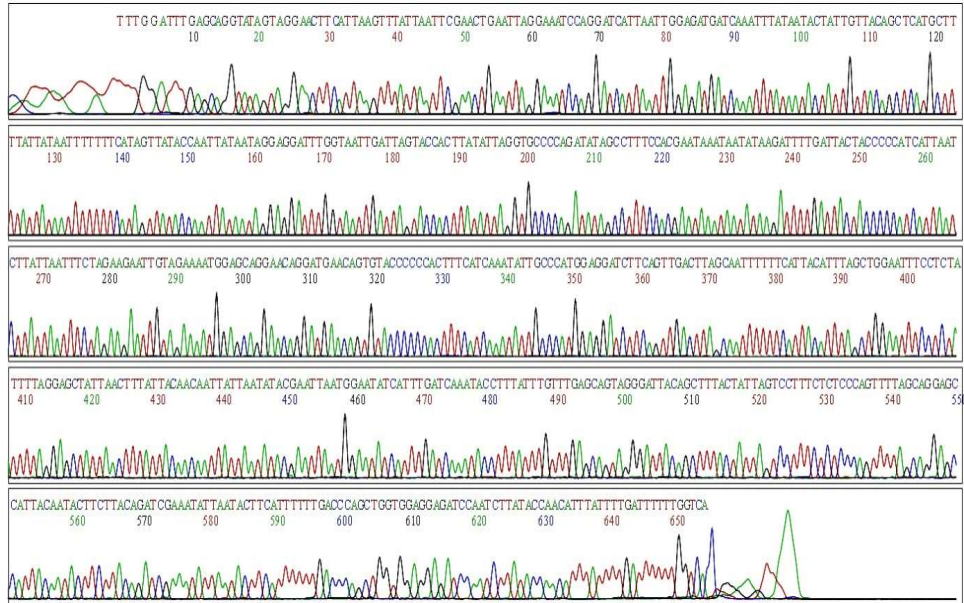 TTTGGATTTGAGCAGGTATAGTAGGAACTTCATTAAGTTTATTAATTCGAACTGAATTAGGAAATCCAGGATCATTAATTGGAGATGATCAAATTTATAATACTATTGTTACAGCTCATGCTT
10 20 30 40 50 60 70 80 90 100 110 120
TTATTATAATTTTTTTTCATAGTTATACCAATTATAATAGGAGGATTTGGTAATTGATTAGTACCACTTATATTAGGTGCCCCAGATATAGCCTTTCCACGAATAAATAATATAAGATTTTGATTACTACCCCCATCATTAAT
130 140 150 160 170 180 190 200 210 220 230 240 250 260
CTTATTAATTTCTAGAAGAATTGTAGAAAATGGAGCAGGAACAGGATGAACAGTGTACCCCCCACTTTCATCAAATATTGCCCATGGAGGATCTTCAGTTGACTTAGCAATTTTTTCATTACATTTAGCTGGAATTTCCTCTA
270 280 290 300 310 320 330 340 350 360 370 380 390 400
TTTTAGGAGCTATTAACTTTATTACAACAATTATTAATATACGAATTAATGGAATATCATTTGATCAAATACCTTTATTTGTTTGAGCAGTAGGGATTACAGCTTTACTATTAGTCCTTTCTCTCCCAGTTTTAGCAGGAGC
410 420 430 440 450 460 470 480 490 500 510 520 530 540 55
CATTACAATACTTCTTACAGATCGAAATATTAATACTTCATTTTTTGACCCAGCTGGTGGAGGAGATCCAATCTTATACCAACATTTATTTTGATTTTTTGGTCA
560 570 580 590 600 610 620 630 640 650